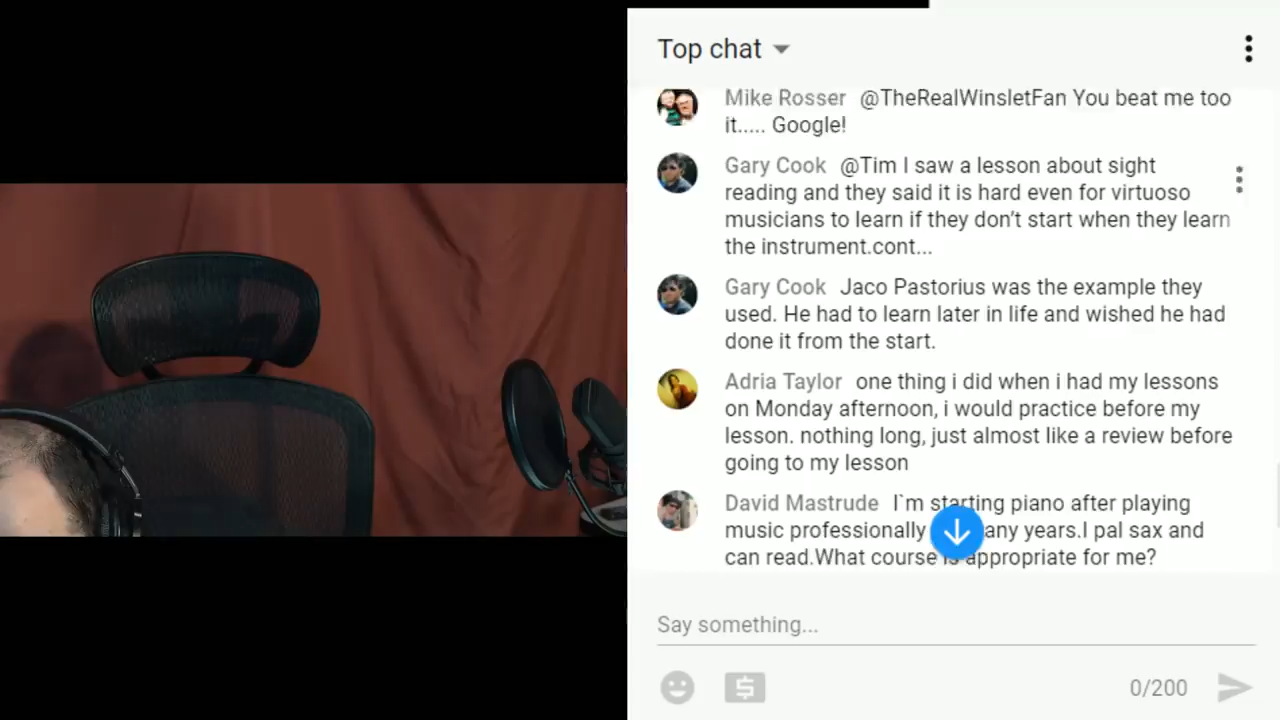 Top chat
Mike Rosser @TheRealWinsletFan You beat me too
it..... Google!
Gary Cook @Tim I saw a lesson about sight
reading and they said it is hard even for virtuoso
musicians to learn if they don’t start when they learn
the instrument.cont...
Gary Cook Jaco Pastorius was the example they
used. He had to learn later in life and wished he had
done it from the start.
Adria Taylor one thing i did when i had my lessons
on Monday afternoon, i would practice before my
lesson. nothing long, just almost like a review before
going to my lesson
David Mastrude I`m starting piano after playing
music professionally any years.I pal sax and
can read.What course is appropriate for me?
Say something...
0/200